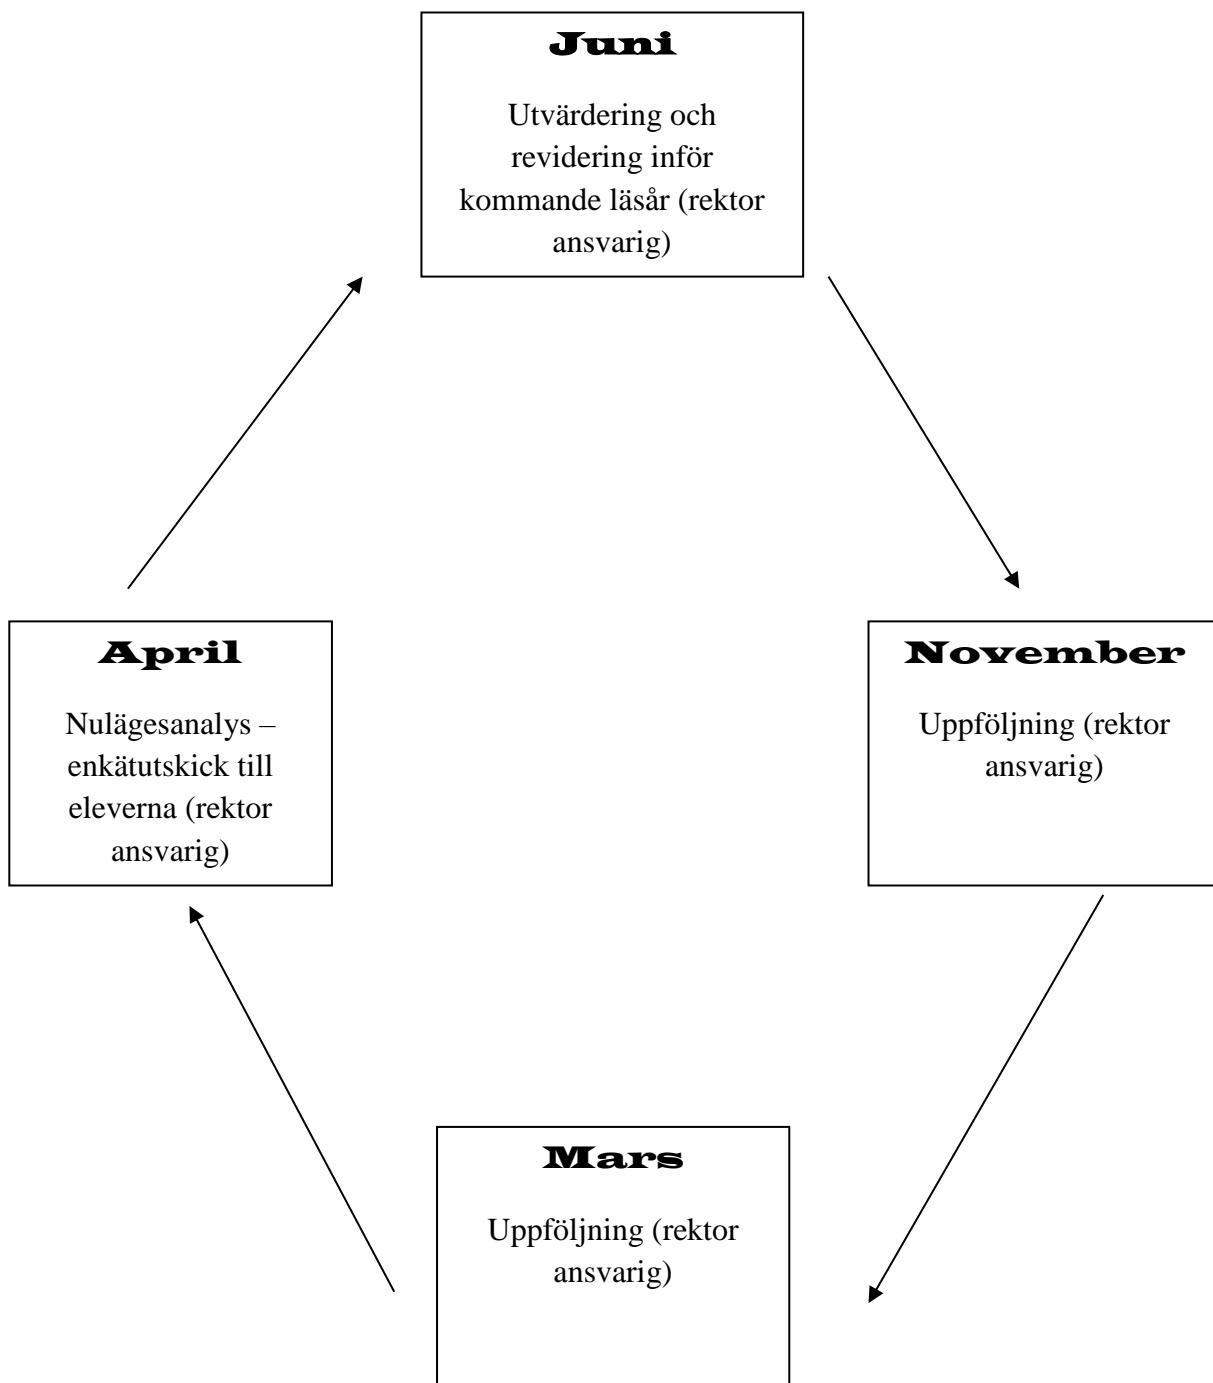 Juni
Utvärdering och
revidering inför
kommande läsår (rektor
ansvarig)
April
Nulägesanalys –
enkätutskick till
eleverna (rektor
ansvarig)
November
Uppföljning (rektor
ansvarig)
Mars
Uppföljning (rektor
ansvarig)